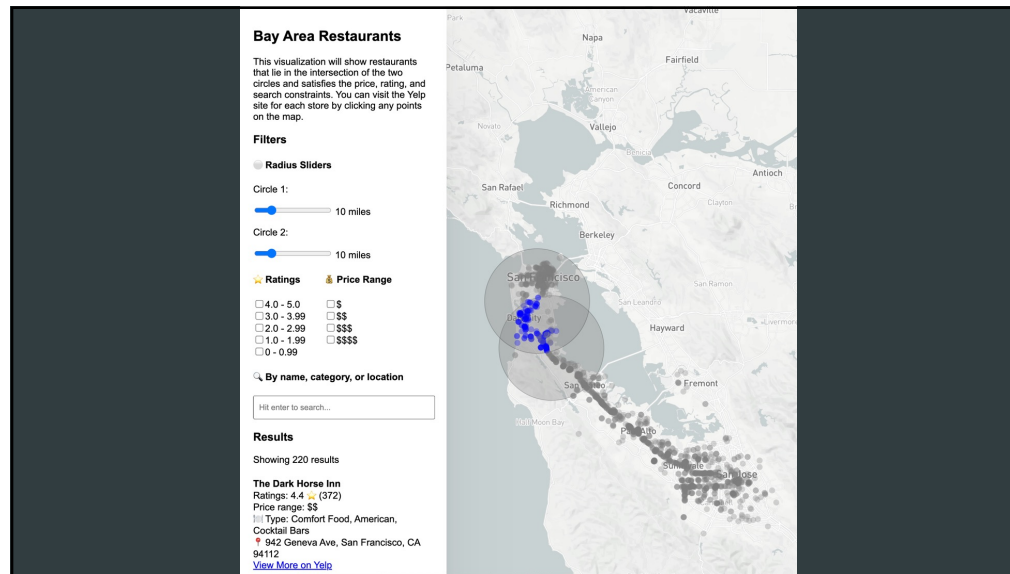 Bay Area Restaurants
This visualization will show restaurants
that lie in the intersection of the two
circles and satisfies the price, rating, and
search constraints. You can visit the Yelp
site for each store by clicking any points
on the map.
Filters
Radius Sliders
Circle 1:
10 miles
Circle 2:
10 miles
Ratings
Price Range
4.0 - 5.0
$
3.0 - 3.99
$$
2.0 - 2.99
$$$
1.0 - 1.99
$$$$
0 - 0.99
By name, category, or location
Hit enter to search...
Results
Showing 220 results
The Dark Horse Inn
Ratings: 4.4 ⭐ (372)
Price range: $$
Type: Comfort Food, American,
Cocktail Bars
📍 942 Geneva Ave, San Francisco, CA
94112
View More on Yelp
Vacaville
Park
Napa
Fairfield
Petaluma
American
Canyon
Novato
Vallejo
Benicia
Antioch
San Rafael
Concord
Clayton
Richmond
Berkeley
San Ramon
San Leandro
Livermor
Hayward
Fremont
Half Moon Bay